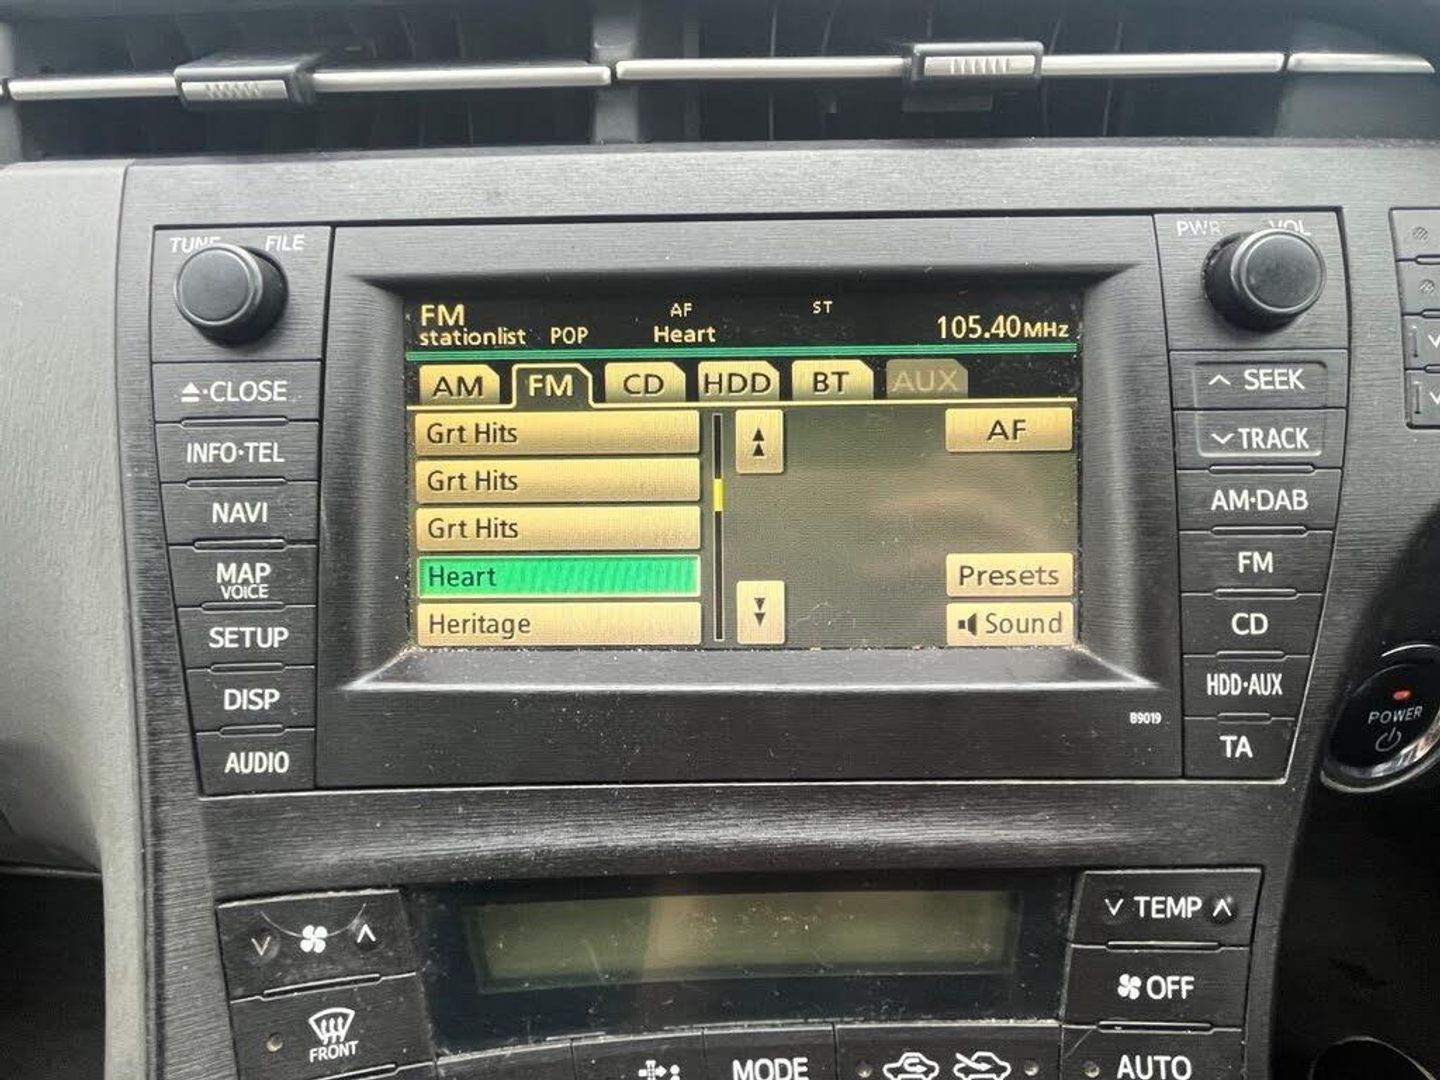 TUNE FILE
PWR VOL
FM AF ST
stationlist POP Heart 105.40MHz
AM FM CD HDD BT AUX
Grt Hits
Grt Hits
Grt Hits
Heart
Heritage
AF
Presets
Sound
CLOSE
INFO·TEL
NAVI
MAP
VOICE
SETUP
DISP
AUDIO
SEEK
TRACK
AM·DAB
FM
CD
HDD·AUX
TA
B9019
POWER
TEMP
OFF
FRONT
MODE
AUTO